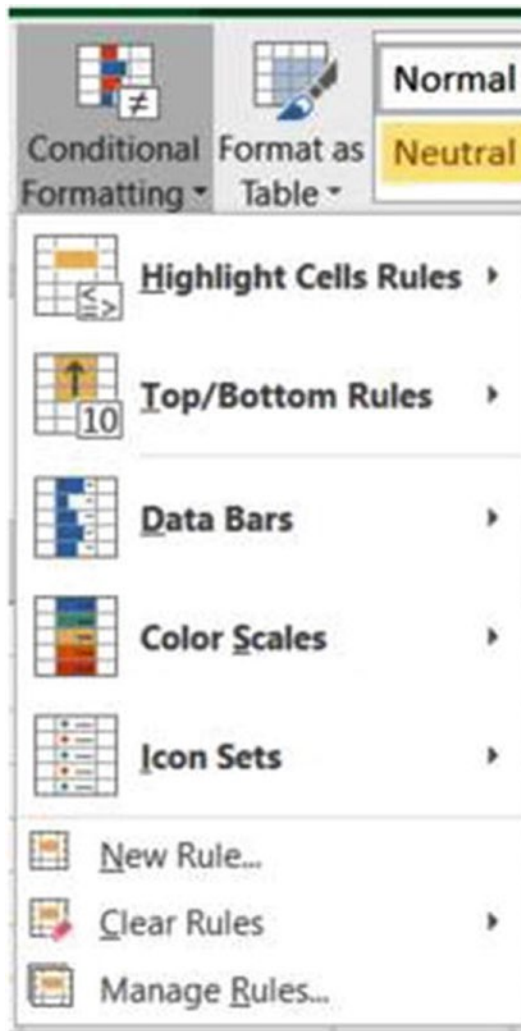 Conditional Formatting
Format as Table
Normal
Neutral
≠
Highlight Cells Rules
Top/Bottom Rules
10
Data Bars
Color Scales
Icon Sets
New Rule...
Clear Rules
Manage Rules...